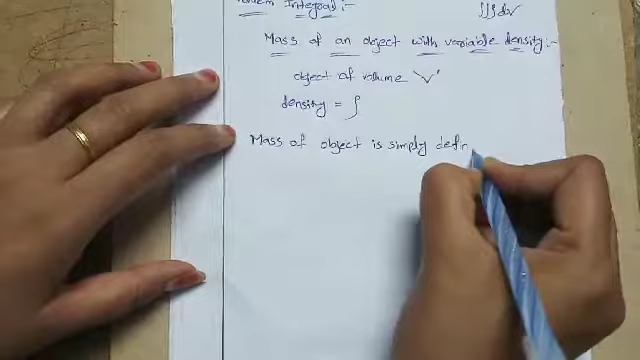 Integral :-
∭dv
Mass of an object with variable density :-
object of volume 'v'
density = ρ
Mass of object is simply defin